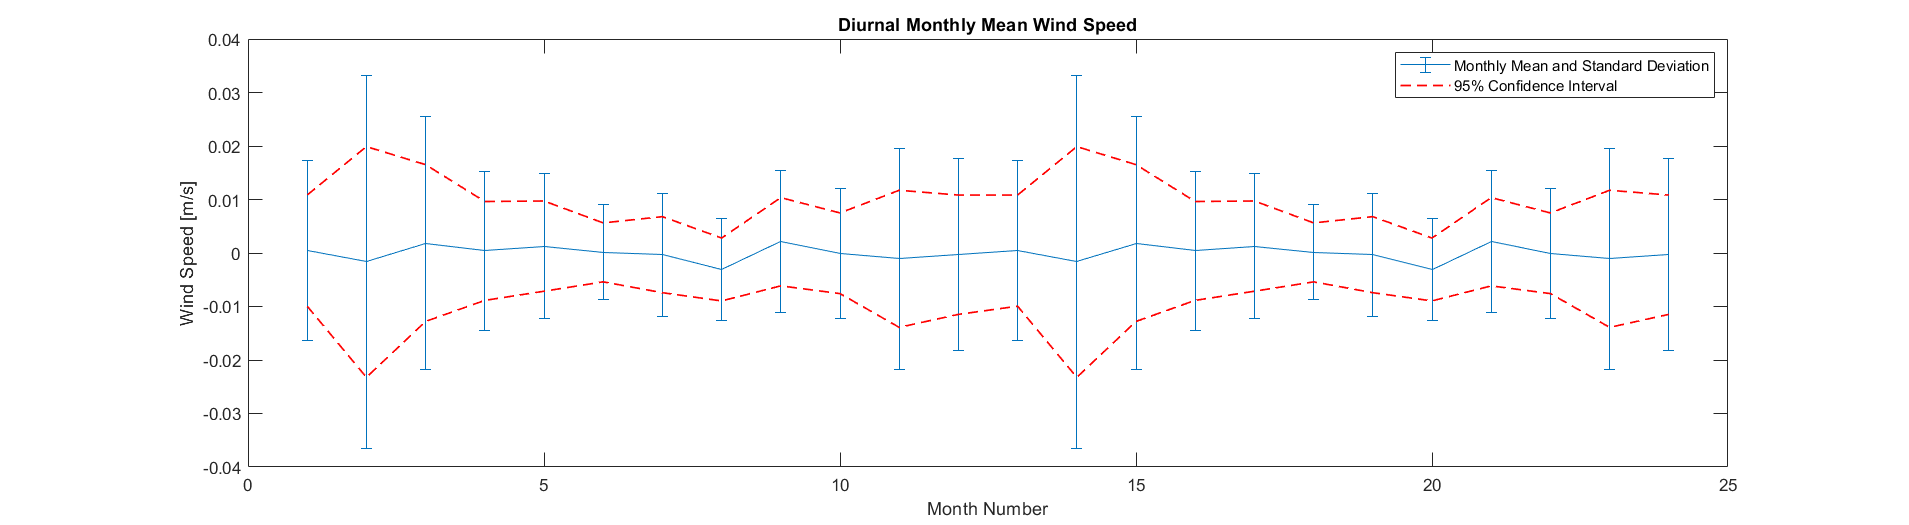 Diurnal Monthly Mean Wind Speed
0.04
0.03
0.02
0.01
0
-0.01
-0.02
-0.03
-0.04
Wind Speed [m/s]
Monthly Mean and Standard Deviation
95% Confidence Interval
0 5 10 15 20 25
Month Number